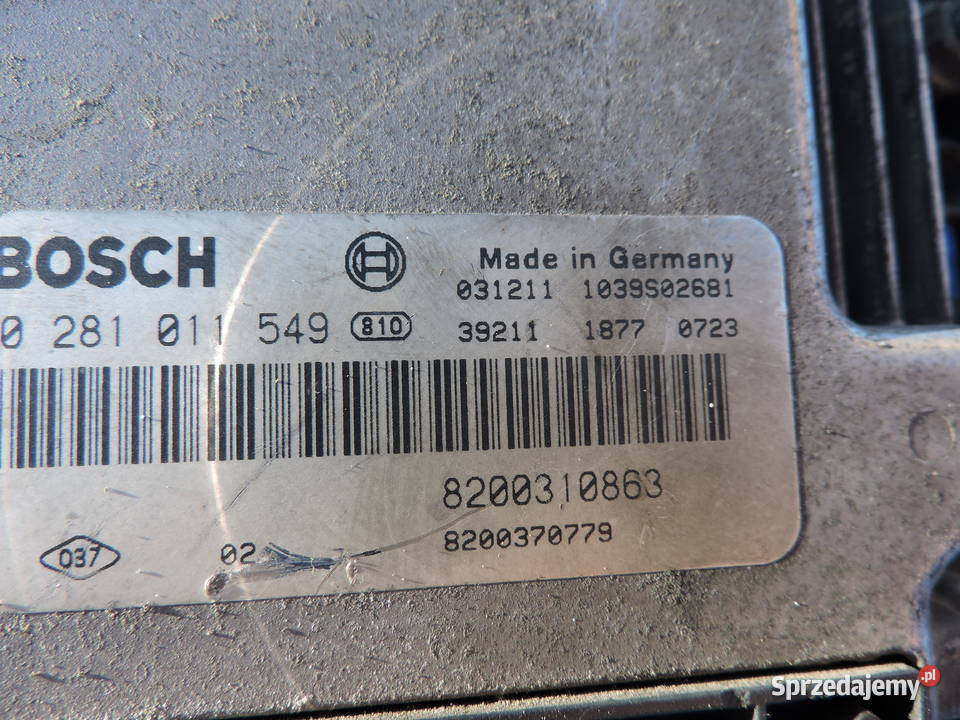 BOSCH
Made in Germany
031211 1039S02681
0 281 011 549 810
39211 1877 0723
8200310863
8200370779
037
02
Sprzedajemy.pl